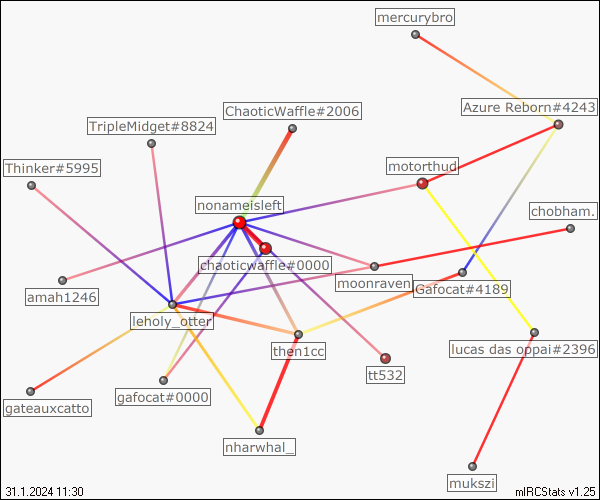 mercurybro
Azure Reborn#4243
ChaoticWaffle#2006
TripleMidget#8824
motorthud
Thinker#5995
nonameisleft
chobham.
chaoticwaffle#0000
moonraven
Gafocat#4189
amah1246
leholy_otter
then1cc
lucas das oppai#2396
tt532
gafocat#0000
gateauxcatto
nharwhal_
mukszi
31.1.2024 11:30
mIRCStats v1.25